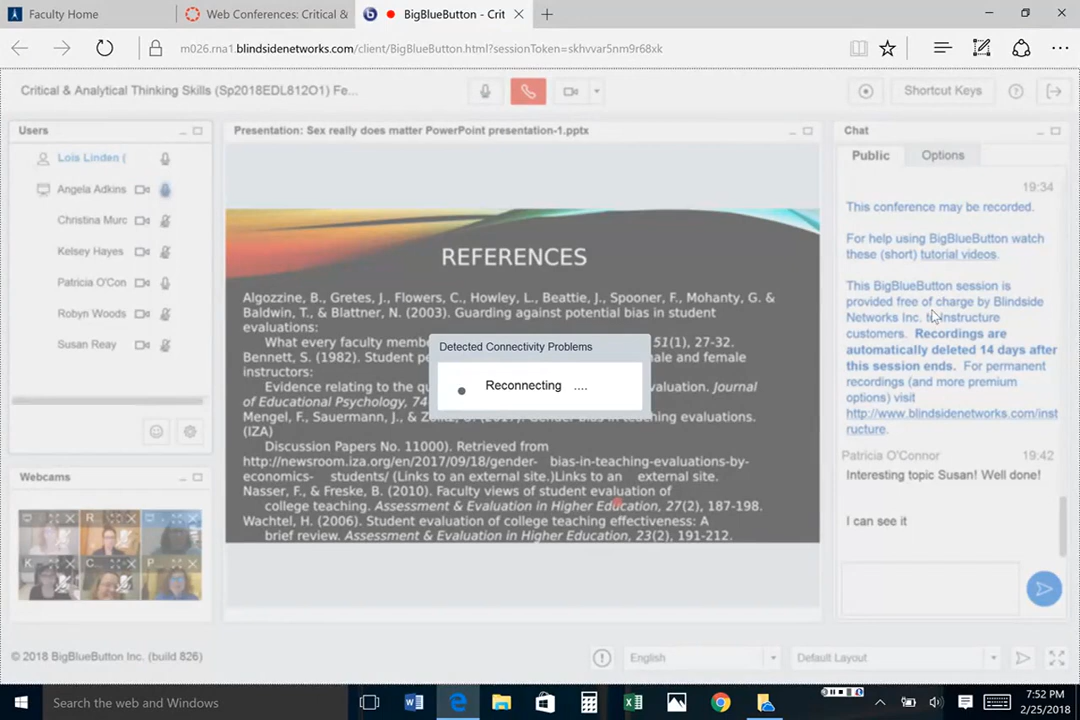 Faculty Home
Web Conferences: Critical &
BigBlueButton - Crit
m026.rna1.blindsidenetworks.com/client/BigBlueButton.html?sessionToken=skhvvar5nm9r68xk
Critical & Analytical Thinking Skills (Sp2018EDL812O1) Fe...
Shortcut Keys
Users
Lois Linden (
Angela Adkins
Christina Murc
Kelsey Hayes
Patricia O'Con
Robyn Woods
Susan Reay
Webcams
Presentation: Sex really does matter PowerPoint presentation-1.pptx
REFERENCES
Algozzine, B., Gretes, J., Flowers, C., Howley, L., Beattie, J., Spooner, F., Mohanty, G. &
Baldwin, T., & Blattner, N. (2003). Guarding against potential bias in student
evaluations:
What every faculty memb 51(1), 27-32.
Bennett, S. (1982). Student pe male and female
instructors:
Evidence relating to the qu valuation. Journal
of Educational Psychology, 74
Mengel, F., Sauermann, J., & bias in teaching evaluations.
(IZA)
Discussion Papers No. 11000). Retrieved from
http://newsroom.iza.org/en/2017/09/18/gender- bias-in-teaching-evaluations-by-
economics- students/ (Links to an external site.)Links to an external site.
Nasser, F., & Freske, B. (2010). Faculty views of student evaluation of
college teaching. Assessment & Evaluation in Higher Education, 27(2), 187-198.
Wachtel, H. (2006). Student evaluation of college teaching effectiveness: A
brief review. Assessment & Evaluation in Higher Education, 23(2), 191-212.
Detected Connectivity Problems
Reconnecting ....
Chat
Public
Options
19:34
This conference may be recorded.
For help using BigBlueButton watch
these (short) tutorial videos.
This BigBlueButton session is
provided free of charge by Blindside
Networks Inc. to Instructure
customers. Recordings are
automatically deleted 14 days after
this session ends. For permanent
recordings (and more premium
options) visit
http://www.blindsidenetworks.com/inst
ructure.
Patricia O'Connor 19:42
Interesting topic Susan! Well done!
I can see it
© 2018 BigBlueButton Inc. (build 826)
English
Default Layout
Search the web and Windows
7:52 PM
2/25/2018